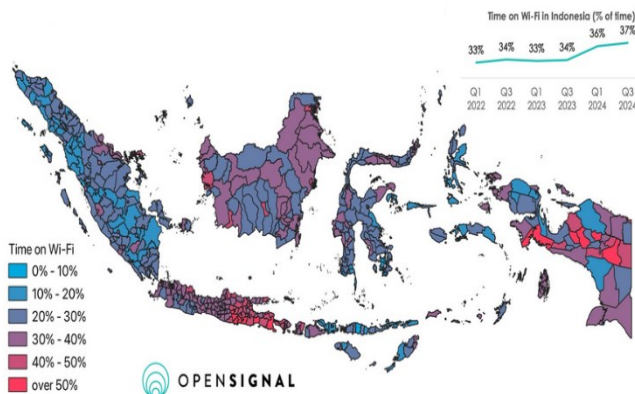 Time on Wi-Fi in Indonesia (% of time)
33% 34% 33% 34% 36% 37%
Q1 Q3 Q1 Q3 Q1 Q3
2022 2022 2023 2023 2024 2024
Time on Wi-Fi
0% - 10%
10% - 20%
20% - 30%
30% - 40%
40% - 50%
over 50%
OPENSIGNAL